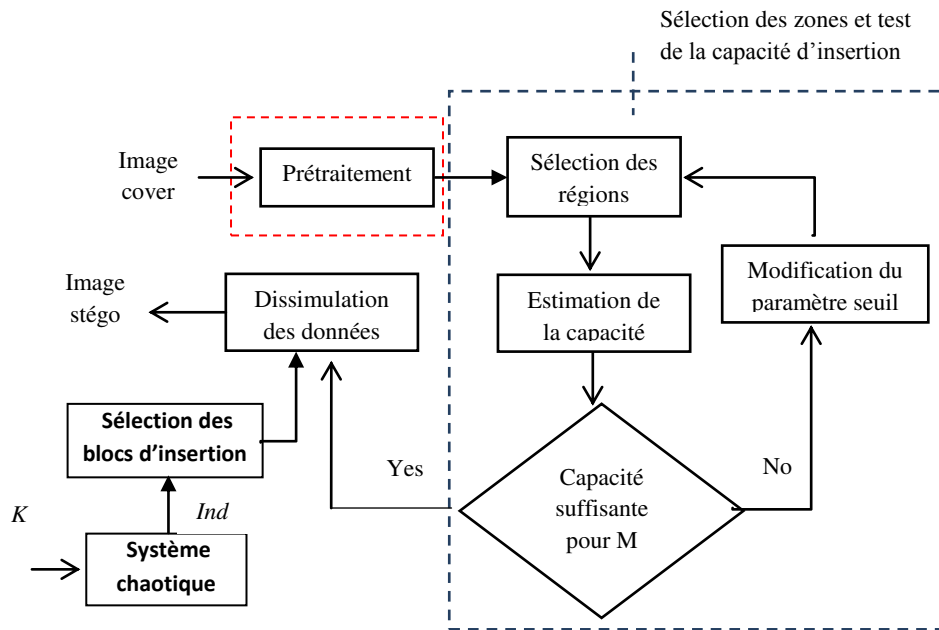 Sélection des zones et test
de la capacité d'insertion
Image
cover
Prétraitement
Sélection des
régions
Image
stégo
Dissimulation
des données
Estimation de
la capacité
Modification du
paramètre seuil
Sélection des
blocs d'insertion
Yes
Capacité
suffisante
pour M
No
K
Ind
Système
chaotique